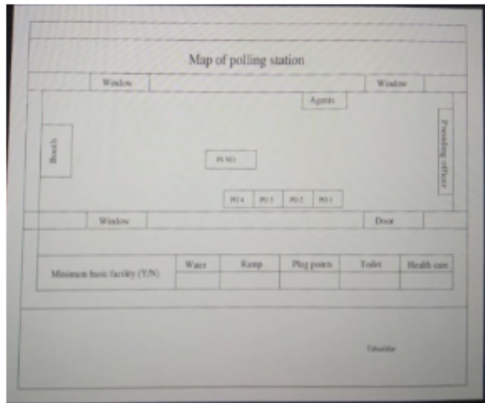 Map of polling station
Window Window
Agents
Booth
Presiding officer
PO 4 PO 3 PO 2 PO 1
Window Door
Minimum basic facility (Y/N) Water Ramp Plug points Toilet Health care
Tahsildar